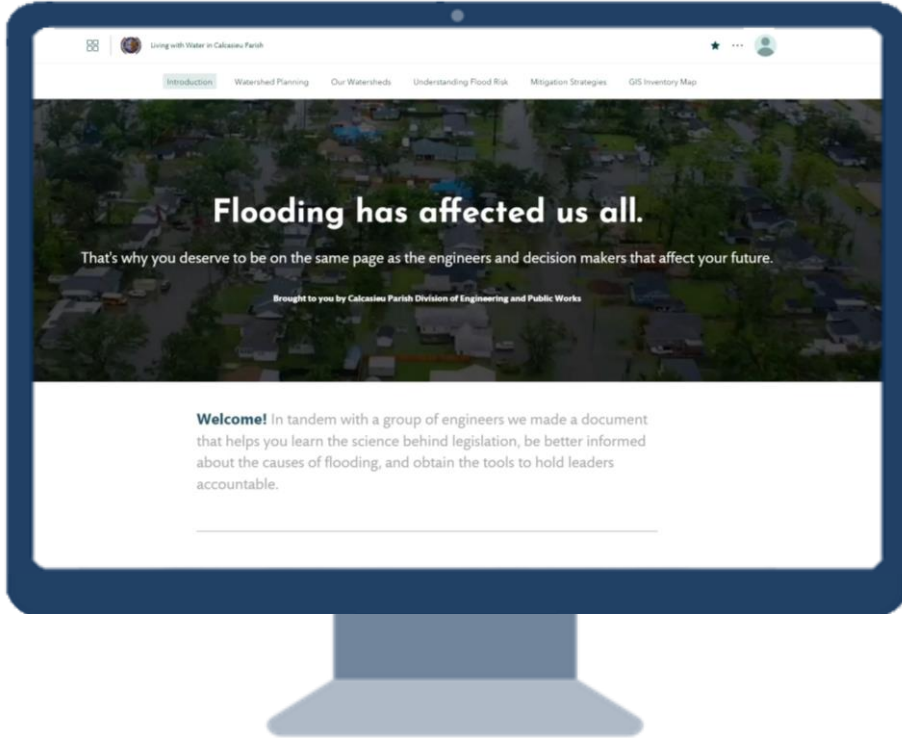 Living with Water in Calcasieu Parish
Introduction
Watershed Planning
Our Watersheds
Understanding Flood Risk
Mitigation Strategies
GIS Inventory Map
Flooding has affected us all.
That's why you deserve to be on the same page as the engineers and decision makers that affect your future.
Brought to you by Calcasieu Parish Division of Engineering and Public Works
Welcome! In tandem with a group of engineers we made a document
that helps you learn the science behind legislation, be better informed
about the causes of flooding, and obtain the tools to hold leaders
accountable.